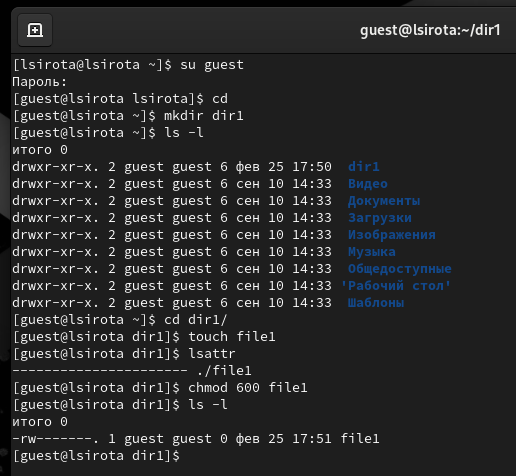 guest@lsirota:~/dir1
[lsirota@lsirota ~]$ su guest
Пароль:
[guest@lsirota lsirota]$ cd
[guest@lsirota ~]$ mkdir dir1
[guest@lsirota ~]$ ls -l
итого 0
drwxr-xr-x. 2 guest guest 6 фев 25 17:50  dir1
drwxr-xr-x. 2 guest guest 6 сен 10 14:33  Видео
drwxr-xr-x. 2 guest guest 6 сен 10 14:33  Документы
drwxr-xr-x. 2 guest guest 6 сен 10 14:33  Загрузки
drwxr-xr-x. 2 guest guest 6 сен 10 14:33  Изображения
drwxr-xr-x. 2 guest guest 6 сен 10 14:33  Музыка
drwxr-xr-x. 2 guest guest 6 сен 10 14:33  Общедоступные
drwxr-xr-x. 2 guest guest 6 сен 10 14:33 'Рабочий стол'
drwxr-xr-x. 2 guest guest 6 сен 10 14:33  Шаблоны
[guest@lsirota ~]$ cd dir1/
[guest@lsirota dir1]$ touch file1
[guest@lsirota dir1]$ lsattr
---------------------- ./file1
[guest@lsirota dir1]$ chmod 600 file1
[guest@lsirota dir1]$ ls -l
итого 0
-rw-------. 1 guest guest 0 фев 25 17:51 file1
[guest@lsirota dir1]$